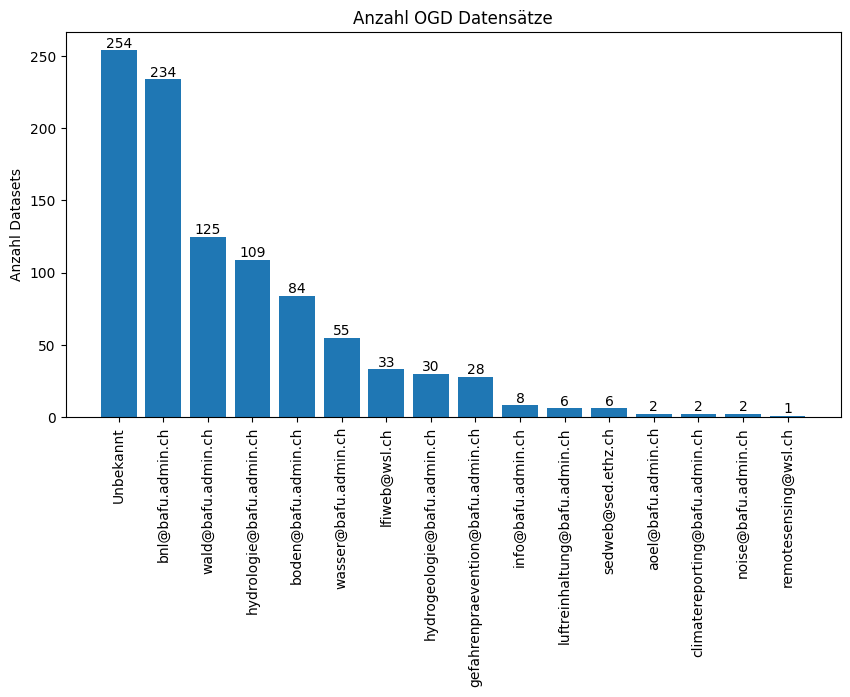 Anzahl OGD Datensätze
Anzahl Datasets
250
200
150
100
50
0
254
234
125
109
84
55
33
30
28
8
6
6
2
2
2
1
Unbekannt
bnl@bafu.admin.ch
wald@bafu.admin.ch
hydrologie@bafu.admin.ch
boden@bafu.admin.ch
wasser@bafu.admin.ch
lfiweb@wsl.ch
hydrogeologie@bafu.admin.ch
gefahrenpraevention@bafu.admin.ch
info@bafu.admin.ch
luftreinhaltung@bafu.admin.ch
sedweb@sed.ethz.ch
aoel@bafu.admin.ch
climatereporting@bafu.admin.ch
noise@bafu.admin.ch
remotesensing@wsl.ch